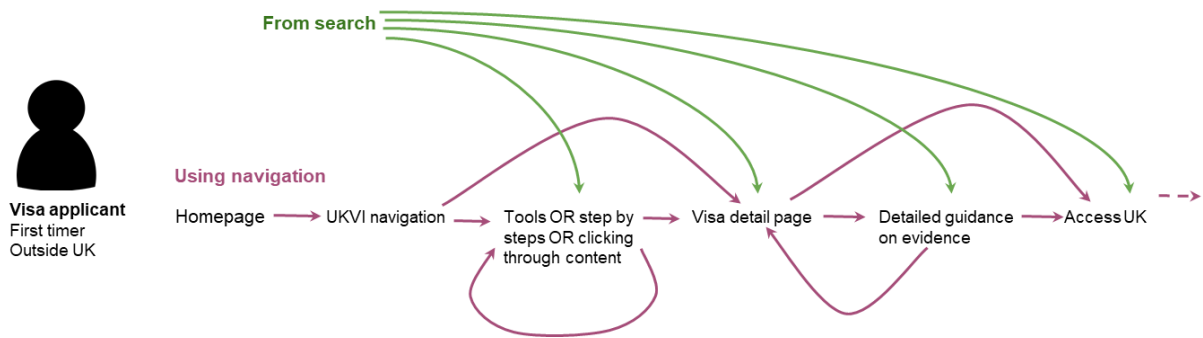 From search
Using navigation
Visa applicant
First timer
Outside UK
Homepage
UKVI navigation
Tools OR step by
steps OR clicking
through content
Visa detail page
Detailed guidance
on evidence
Access UK